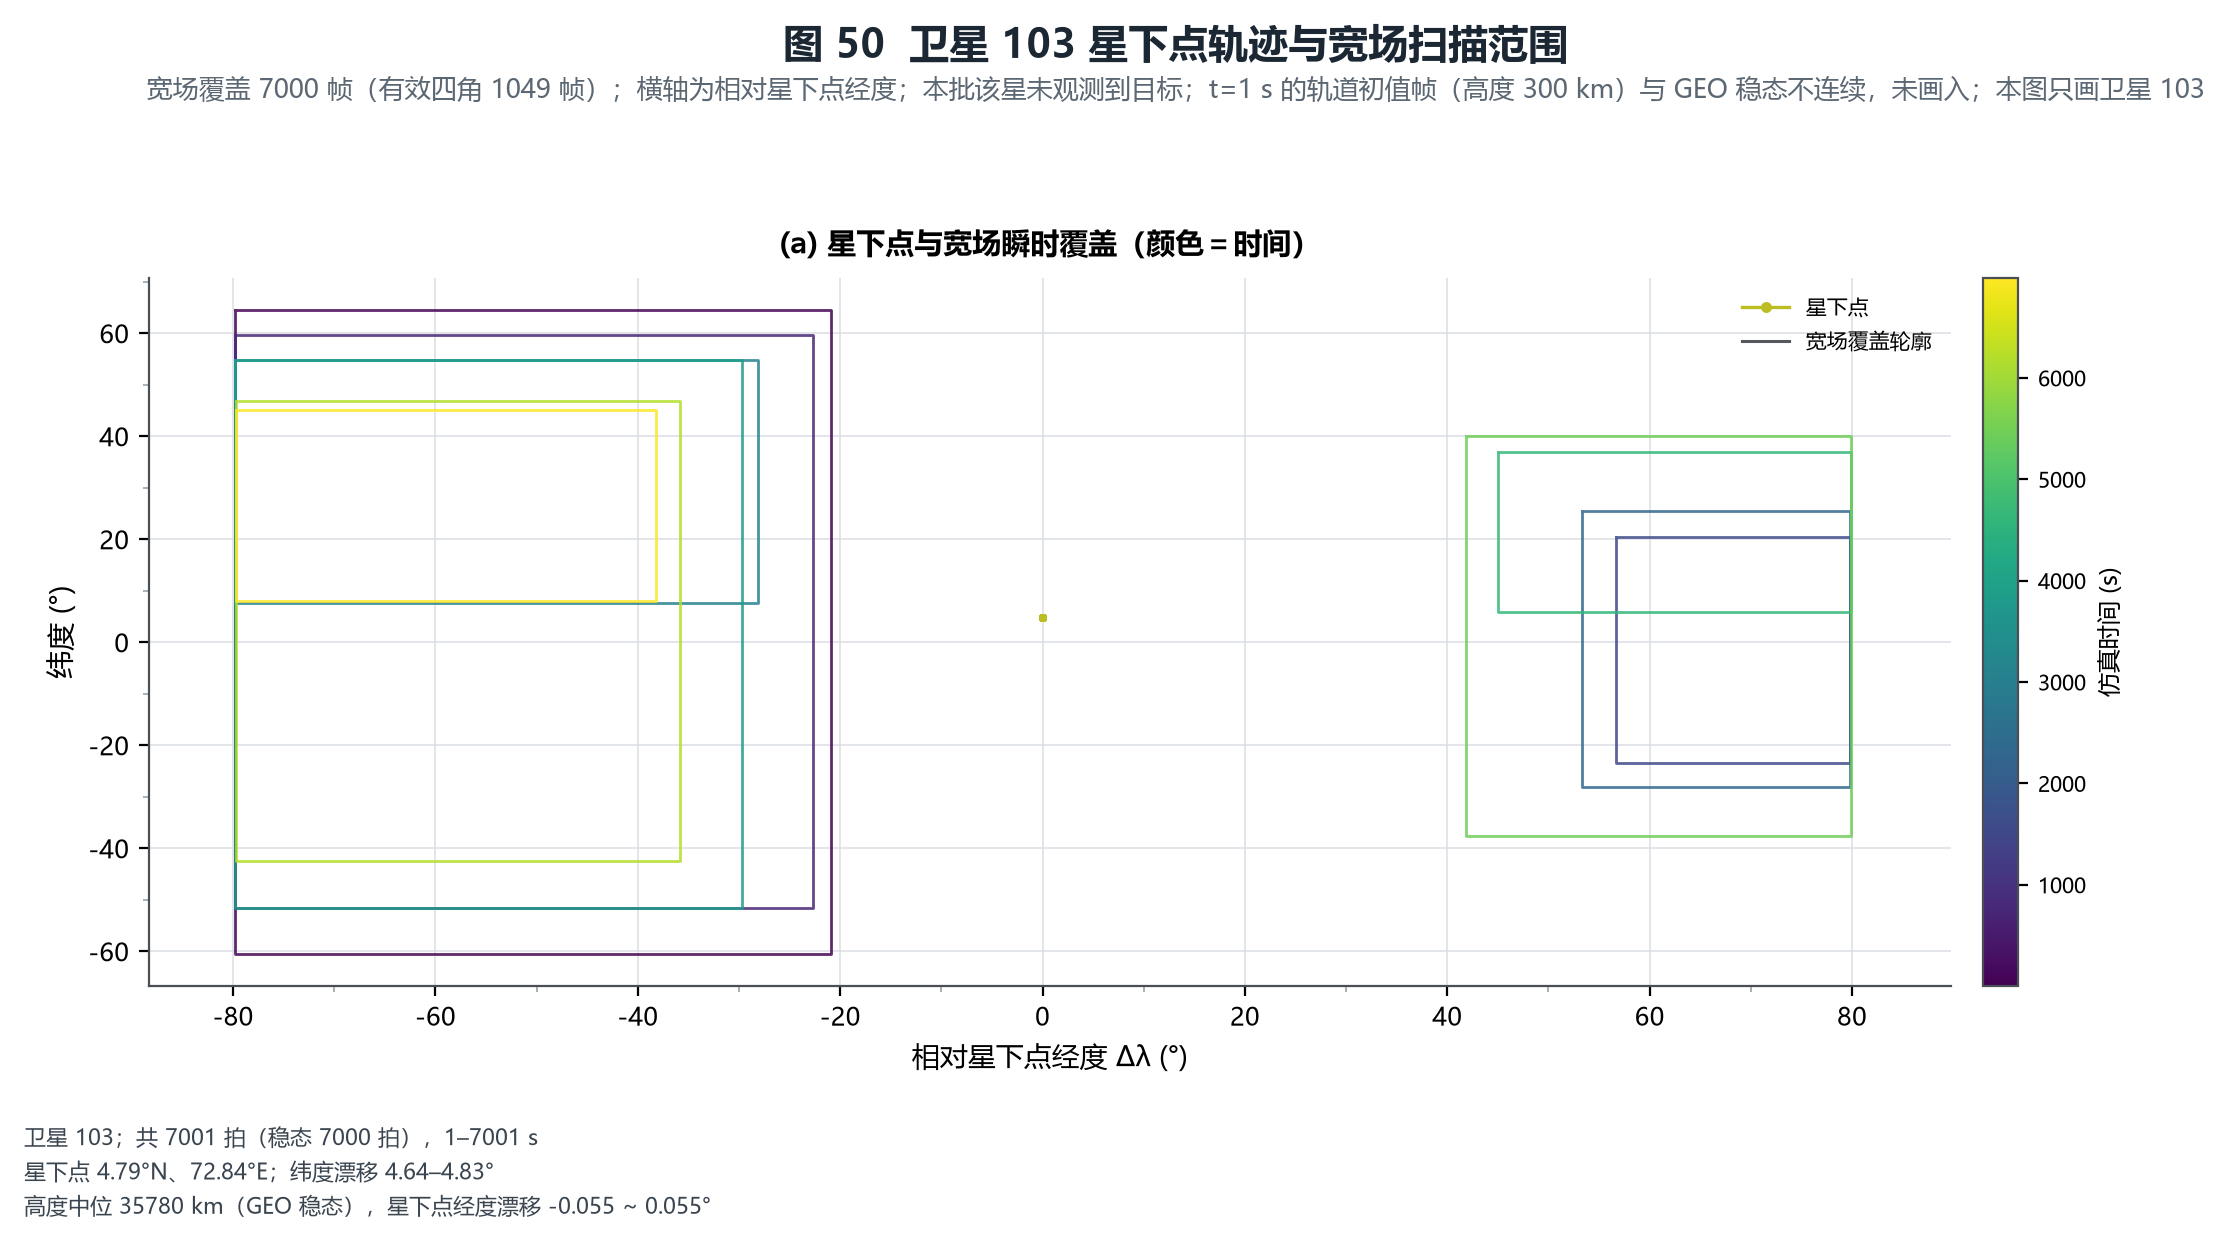 图 50  卫星 103 星下点轨迹与宽场扫描范围
宽场覆盖 7000 帧（有效四角 1049 帧）；横轴为相对星下点经度；本批该星未观测到目标；t=1 s 的轨道初值帧（高度 300 km）与 GEO 稳态不连续，未画入；本图只画卫星 103
(a) 星下点与宽场瞬时覆盖（颜色 = 时间）
星下点
宽场覆盖轮廓
60
40
20
0
-20
-40
-60
纬度 (°)
-80
-60
-40
-20
0
20
40
60
80
相对星下点经度 Δλ (°)
6000
5000
4000
3000
2000
1000
仿真时间 (s)
卫星 103；共 7001 拍（稳态 7000 拍），1–7001 s
星下点 4.79°N、72.84°E；纬度漂移 4.64–4.83°
高度中位 35780 km（GEO 稳态），星下点经度漂移 -0.055 ~ 0.055°